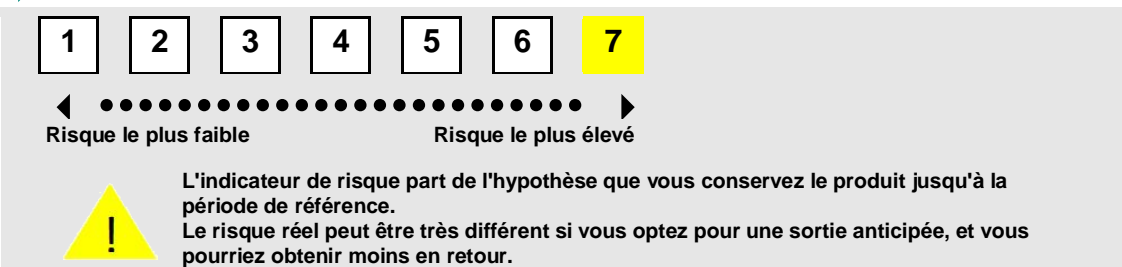 1 2 3 4 5 6 7
Risque le plus faible Risque le plus élevé
L'indicateur de risque part de l'hypothèse que vous conservez le produit jusqu'à la
période de référence.
Le risque réel peut être très différent si vous optez pour une sortie anticipée, et vous
pourriez obtenir moins en retour.
!